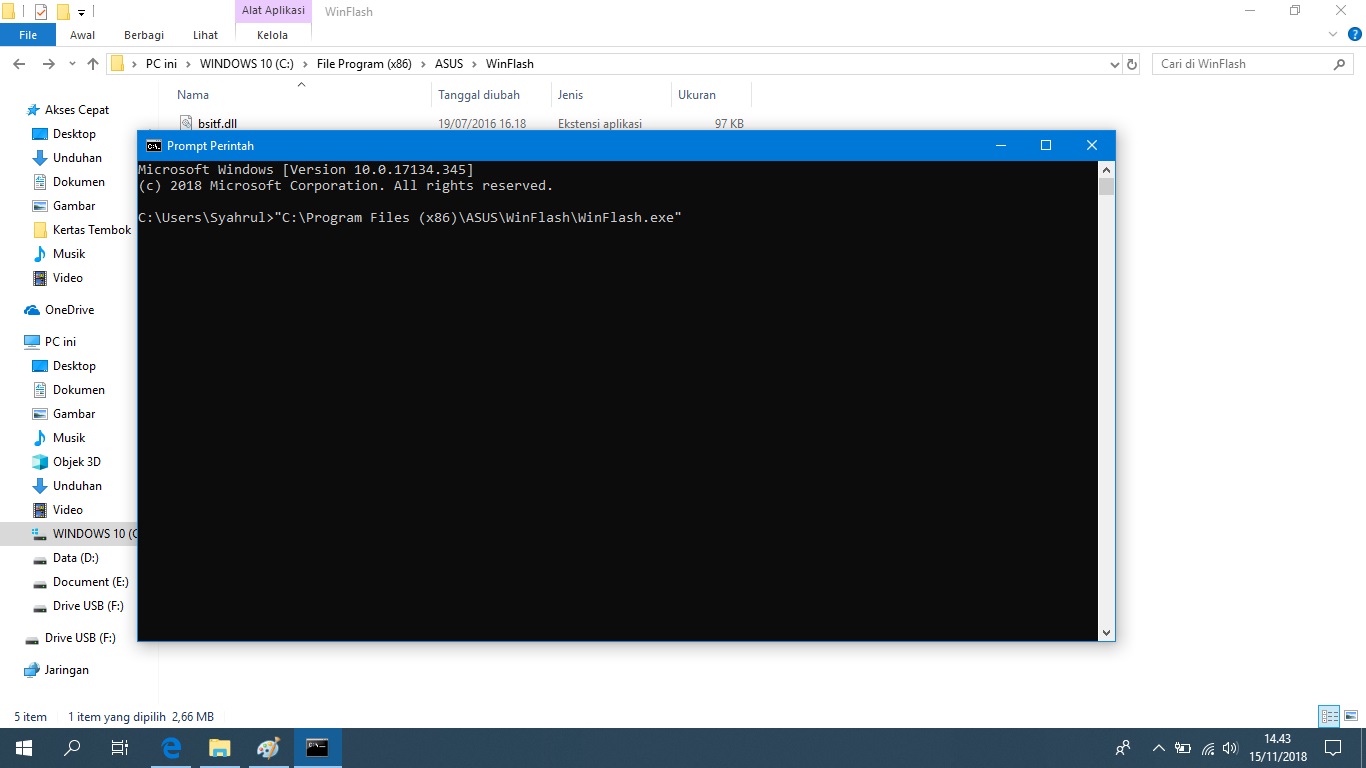 Alat Aplikasi WinFlash
File Awal Berbagi Lihat Kelola
PC ini WINDOWS 10 (C:) File Program (x86) ASUS WinFlash
Cari di WinFlash
Nama Tanggal diubah Jenis Ukuran
bsitf.dll 19/07/2016 16.18 Ekstensi aplikasi 97 KB
Akses Cepat
Desktop
Unduhan
Dokumen
Gambar
Kertas Tembok
Musik
Video
OneDrive
PC ini
Desktop
Dokumen
Gambar
Musik
Objek 3D
Unduhan
Video
WINDOWS 10 (C
Data (D:)
Document (E:)
Drive USB (F:)
Drive USB (F:)
Jaringan
Prompt Perintah
Microsoft Windows [Version 10.0.17134.345]
(c) 2018 Microsoft Corporation. All rights reserved.
C:\Users\Syahrul>"C:\Program Files (x86)\ASUS\WinFlash\WinFlash.exe"
5 item 1 item yang dipilih 2,66 MB
14.43
15/11/2018